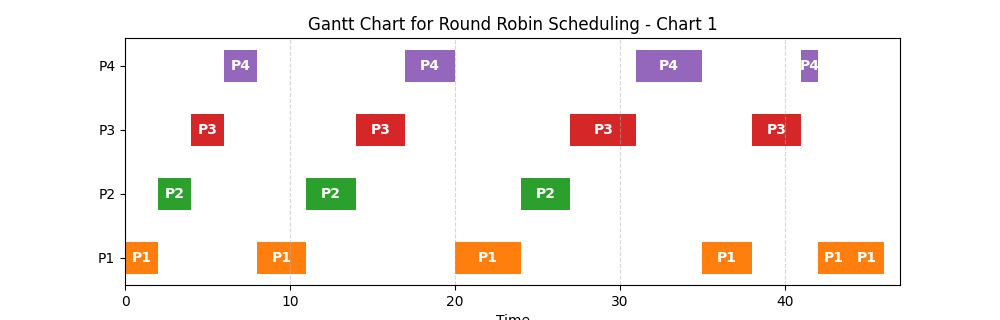 Gantt Chart for Round Robin Scheduling - Chart 1
P4 P4 P4 P4 P4
P3 P3 P3 P3 P3
P2 P2 P2 P2
P1 P1 P1 P1 P1 P1 P1
0 10 20 30 40
Time